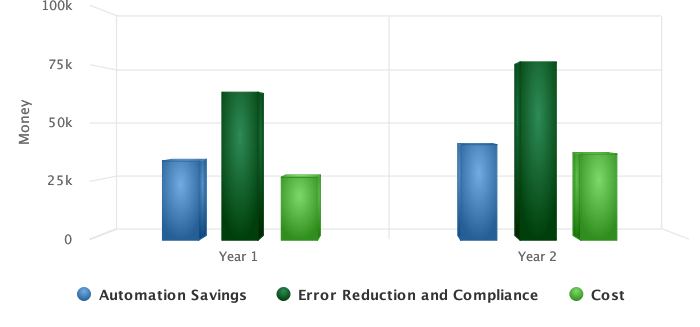 100k
75k
50k
25k
0
Money
Year 1
Year 2
Automation Savings
Error Reduction and Compliance
Cost